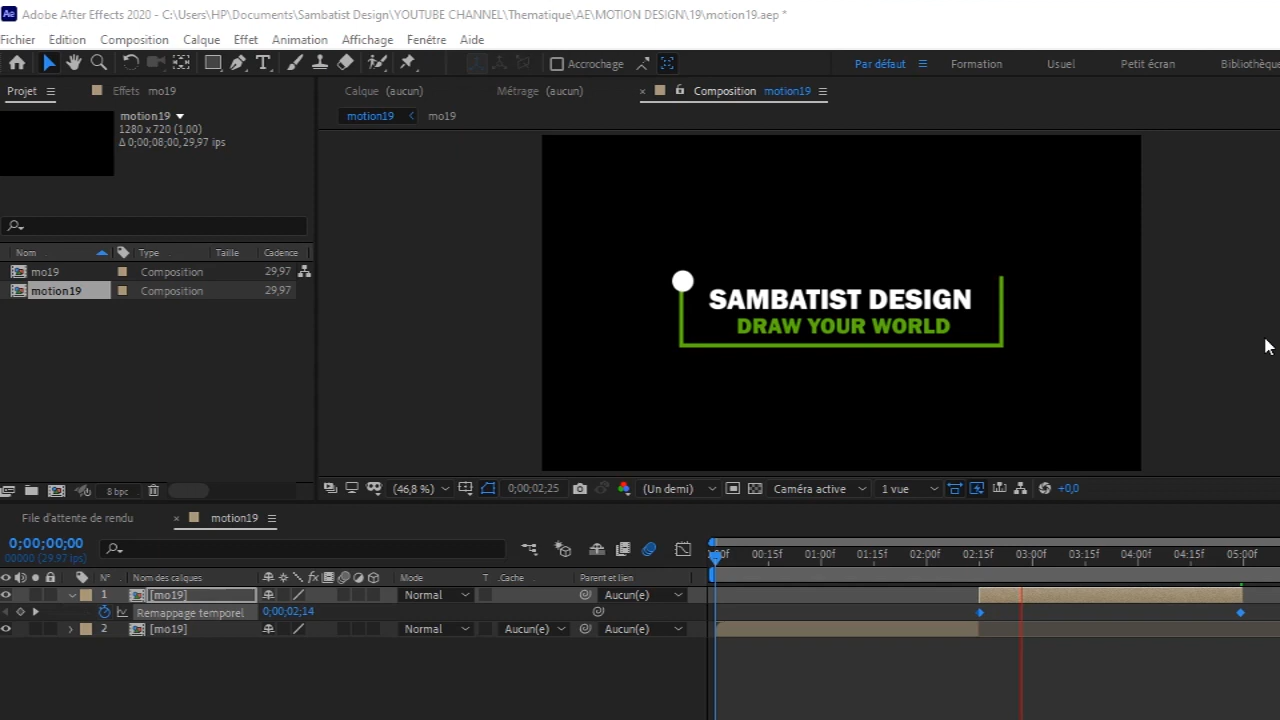 Adobe After Effects 2020 - C:\Users\HP\Documents\Sambatist Design\YOUTUBE CHANNEL\Thematique\AE\MOTION DESIGN\19\motion19.aep *
Fichier Edition Composition Calque Effet Animation Affichage Fenêtre Aide
Accrochage Par défaut Formation Usuel Petit écran Bibliothèque
Projet Effets mo19 Calque (aucun) Métrage (aucun) × Composition motion19
motion19 mo19
motion19
1280 x 720 (1,00)
Δ 0;00;08;00, 29,97 ips
Nom Type Taille Cadence
mo19 Composition 29,97
motion19 Composition 29,97
SAMBATIST DESIGN
DRAW YOUR WORLD
8 bpc (46,8 %) 0;00;02;25 (Un demi) Caméra active 1 vue +0,0
File d'attente de rendu × motion19
0;00;00;00
00000 (29.97 ips)
00f 00:15f 01:00f 01:15f 02:00f 02:15f 03:00f 03:15f 04:00f 04:15f 05:00f
N° Nom des calques fx Mode T .Cache Parent et lien
1 [mo19] Normal Aucun(e)
Remappage temporel 0;00;02;14
2 [mo19] Normal Aucun(e) Aucun(e)